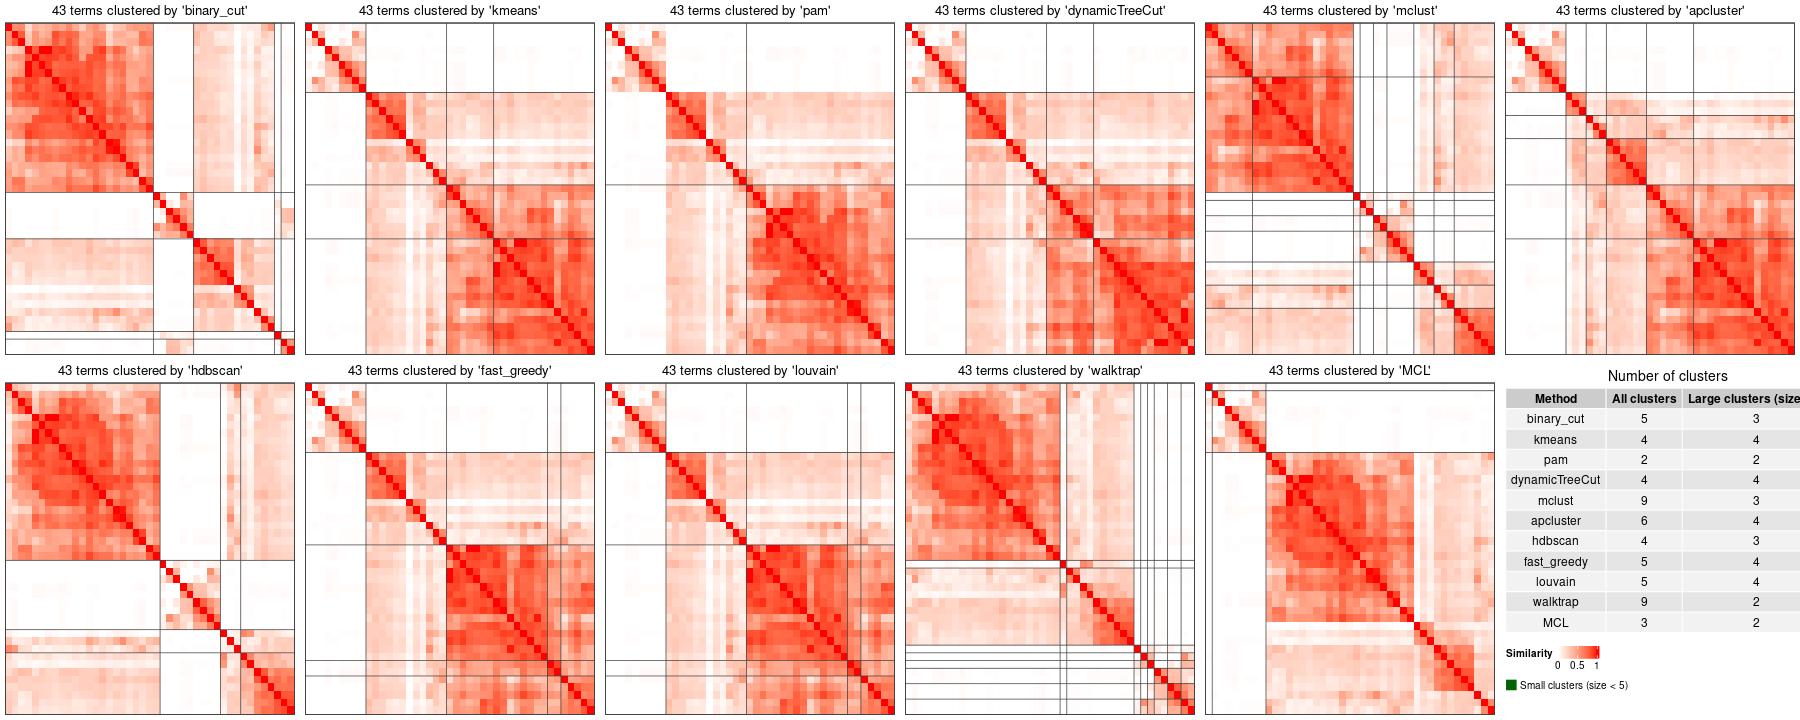 43 terms clustered by 'binary_cut'
43 terms clustered by 'kmeans'
43 terms clustered by 'pam'
43 terms clustered by 'dynamicTreeCut'
43 terms clustered by 'mclust'
43 terms clustered by 'apcluster'
43 terms clustered by 'hdbscan'
43 terms clustered by 'fast_greedy'
43 terms clustered by 'louvain'
43 terms clustered by 'walktrap'
43 terms clustered by 'MCL'
Number of clusters
Method All clusters Large clusters (size
binary_cut 5 3
kmeans 4 4
pam 2 2
dynamicTreeCut 4 4
mclust 9 3
apcluster 6 4
hdbscan 4 3
fast_greedy 5 4
louvain 5 4
walktrap 9 2
MCL 3 2
Similarity
0 0.5 1
Small clusters (size < 5)